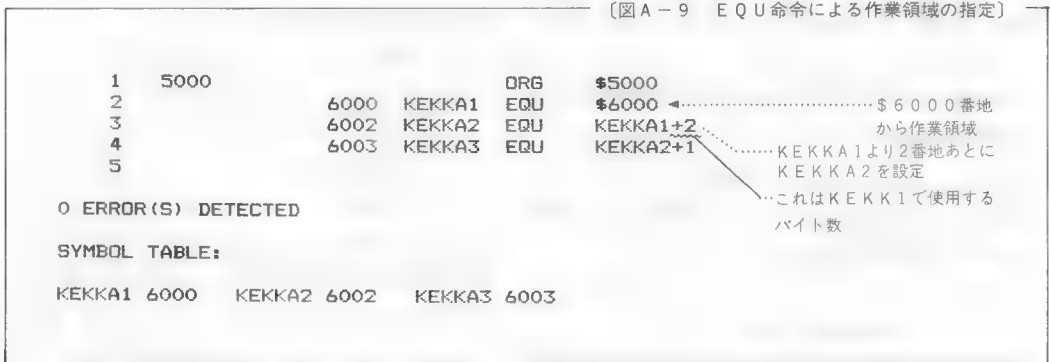 〔図A－9　EQU命令による作業領域の指定〕
1 5000 ORG $5000
2 6000 KEKKA1 EQU $6000 $6000番地
3 6002 KEKKA2 EQU KEKKA1+2 から作業領域
4 6003 KEKKA3 EQU KEKKA2+1 KEKKA1より2番地あとに
5 KEKKA2を設定
0 ERROR(S) DETECTED これはKEKK1で使用する
バイト数
SYMBOL TABLE:
KEKKA1 6000 KEKKA2 6002 KEKKA3 6003